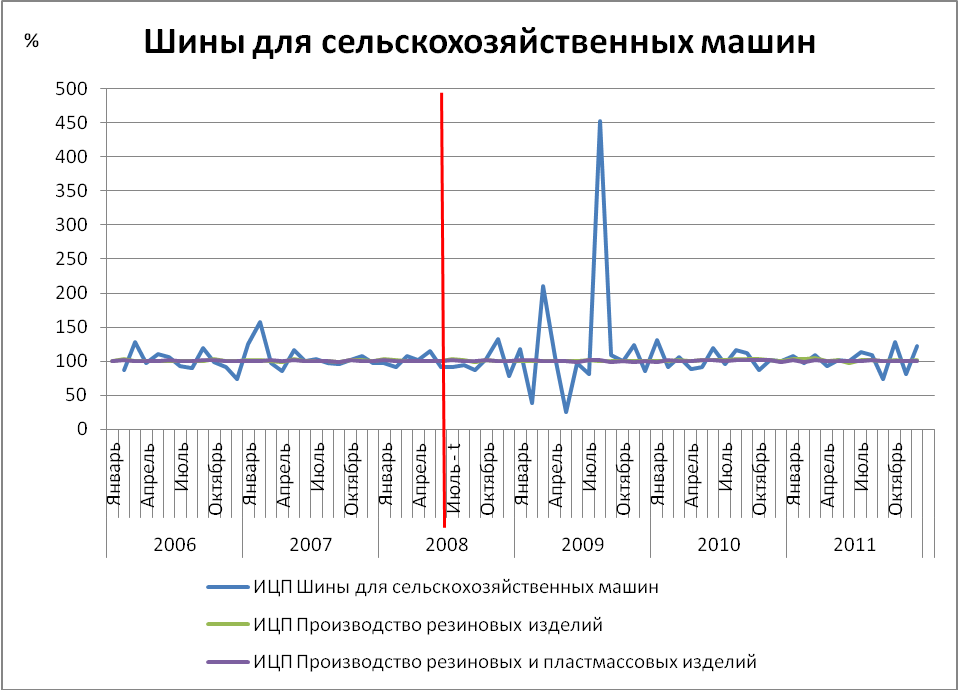 %
Шины для сельскохозяйственных машин
500
450
400
350
300
250
200
150
100
50
0
Январь
Апрель
Июль
Октябрь
Январь
Апрель
Июль
Октябрь
Январь
Апрель
Июль - t
Октябрь
Январь
Апрель
Июль
Октябрь
Январь
Апрель
Июль
Октябрь
Январь
Апрель
Июль
Октябрь
2006
2007
2008
2009
2010
2011
ИЦП Шины для сельскохозяйственных машин
ИЦП Производство резиновых изделий
ИЦП Производство резиновых и пластмассовых изделий